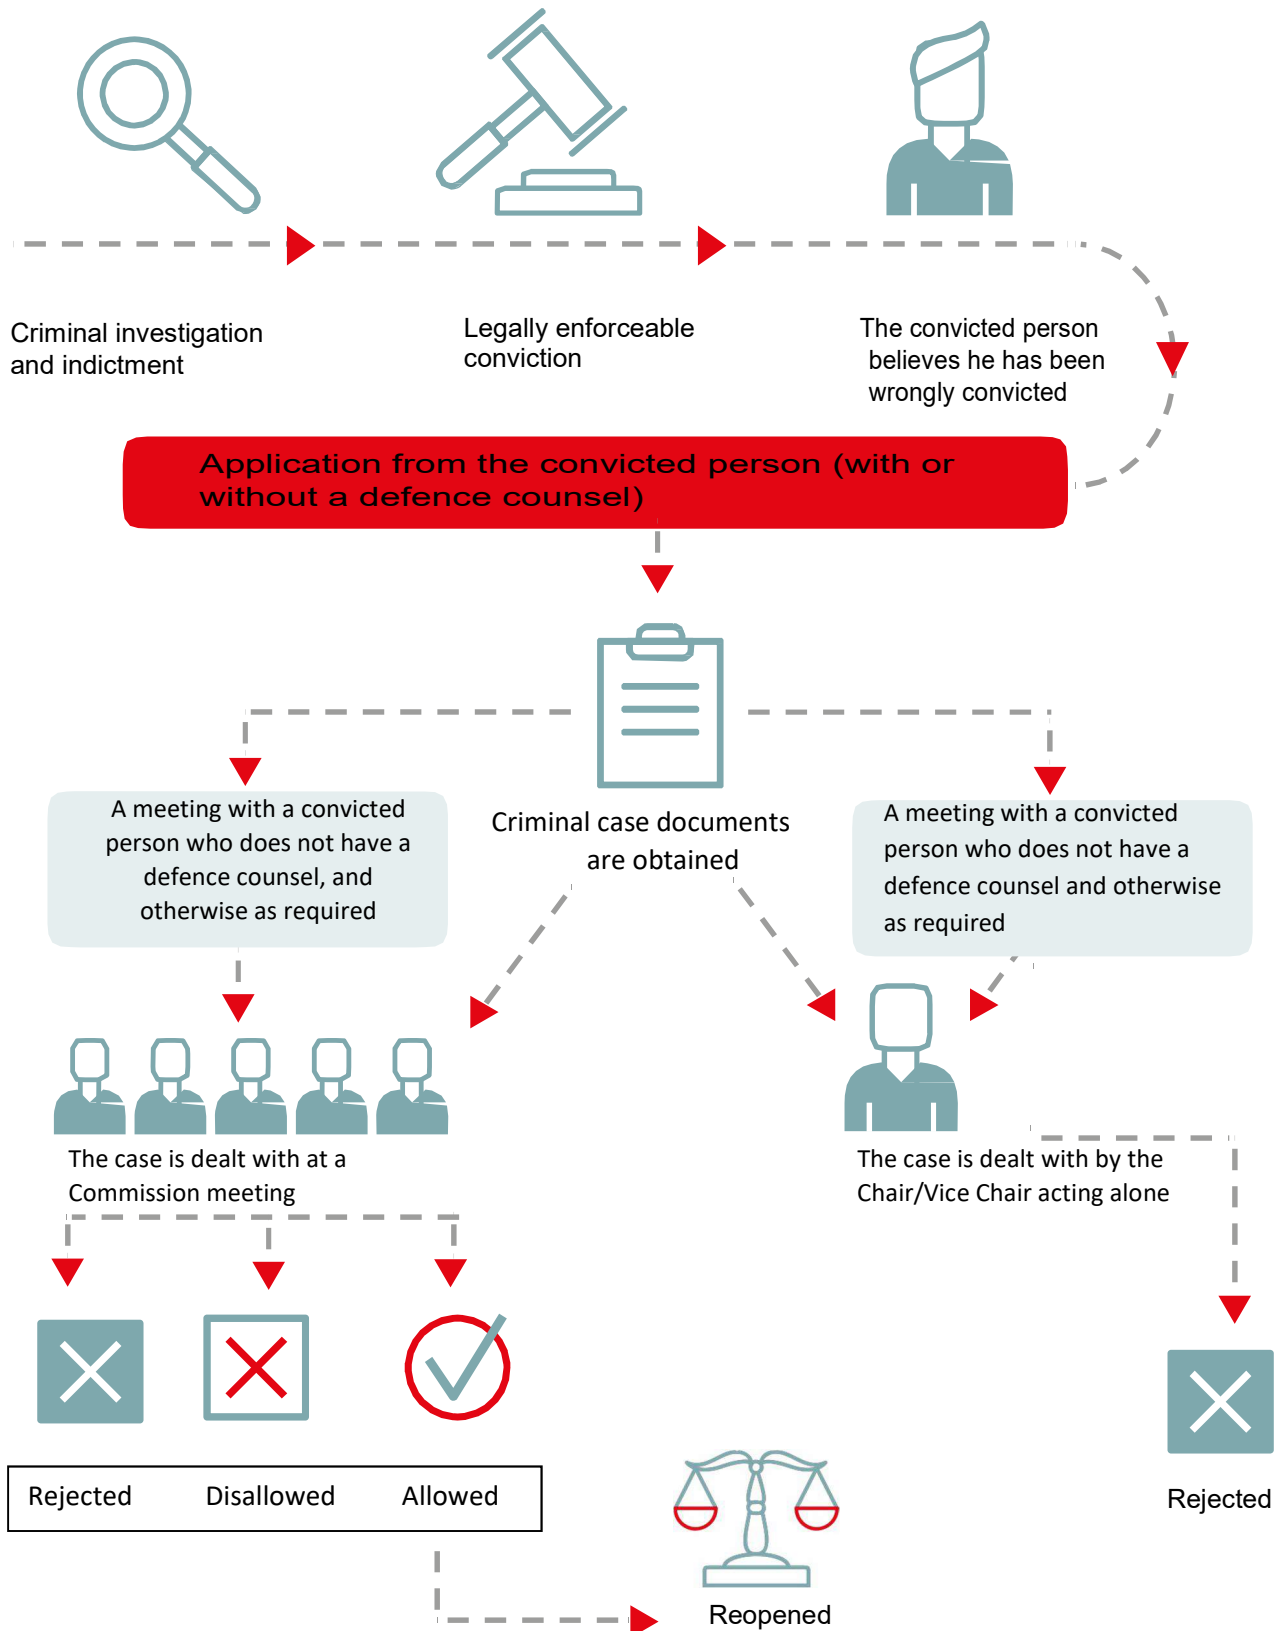 Criminal investigation
and indictment
Legally enforceable
conviction
The convicted person
believes he has been
wrongly convicted
Application from the convicted person (with or
without a defence counsel)
A meeting with a convicted
person who does not have a
defence counsel, and
otherwise as required
Criminal case documents
are obtained
A meeting with a convicted
person who does not have a
defence counsel and otherwise
as required
The case is dealt with at a
Commission meeting
The case is dealt with by the
Chair/Vice Chair acting alone
Rejected Disallowed Allowed
Rejected
Reopened